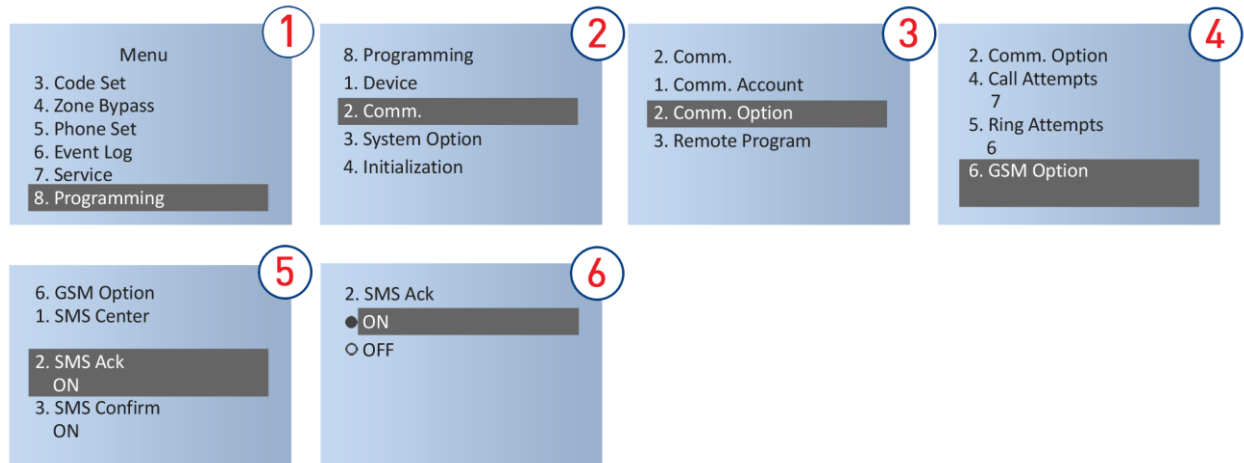 1
Menu
3. Code Set
4. Zone Bypass
5. Phone Set
6. Event Log
7. Service
8. Programming
2
8. Programming
1. Device
2. Comm.
3. System Option
4. Initialization
3
2. Comm.
1. Comm. Account
2. Comm. Option
3. Remote Program
4
2. Comm. Option
4. Call Attempts
7
5. Ring Attempts
6
6. GSM Option
5
6. GSM Option
1. SMS Center
2. SMS Ack
ON
3. SMS Confirm
ON
6
2. SMS Ack
ON
OFF